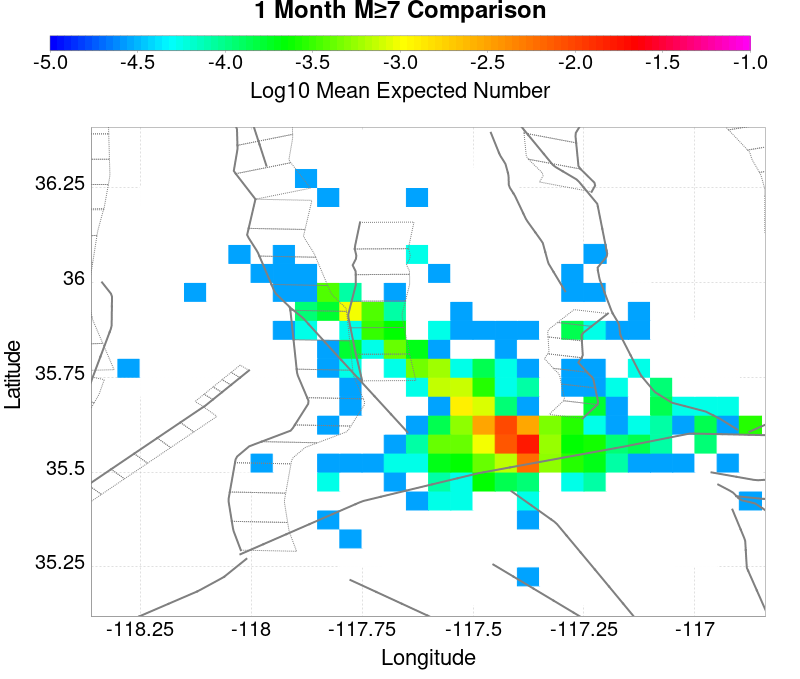 1 Month M≥7 Comparison
-5.0 -4.5 -4.0 -3.5 -3.0 -2.5 -2.0 -1.5 -1.0
Log10 Mean Expected Number
36.25
36
35.75
35.5
35.25
Latitude
-118.25 -118 -117.75 -117.5 -117.25 -117
Longitude